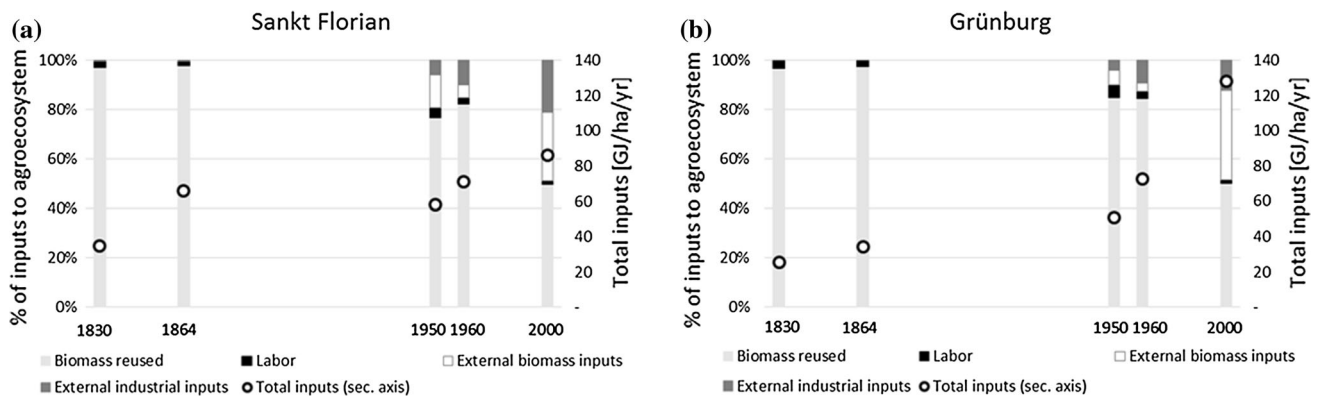 (a) Sankt Florian
% of inputs to agroecosystem
100%
80%
60%
40%
20%
0%
140
120
100
80
60
40
20
-
Total inputs [GJ/ha/yr]
1830 1864 1950 1960 2000
Biomass reused Labor External biomass inputs
External industrial inputs Total inputs (sec. axis)
(b) Grünburg
% of inputs to agroecosystem
100%
80%
60%
40%
20%
0%
140
120
100
80
60
40
20
-
Total inputs [GJ/ha/yr]
1830 1864 1950 1960 2000
Biomass reused Labor External biomass inputs
External industrial inputs Total inputs (sec. axis)